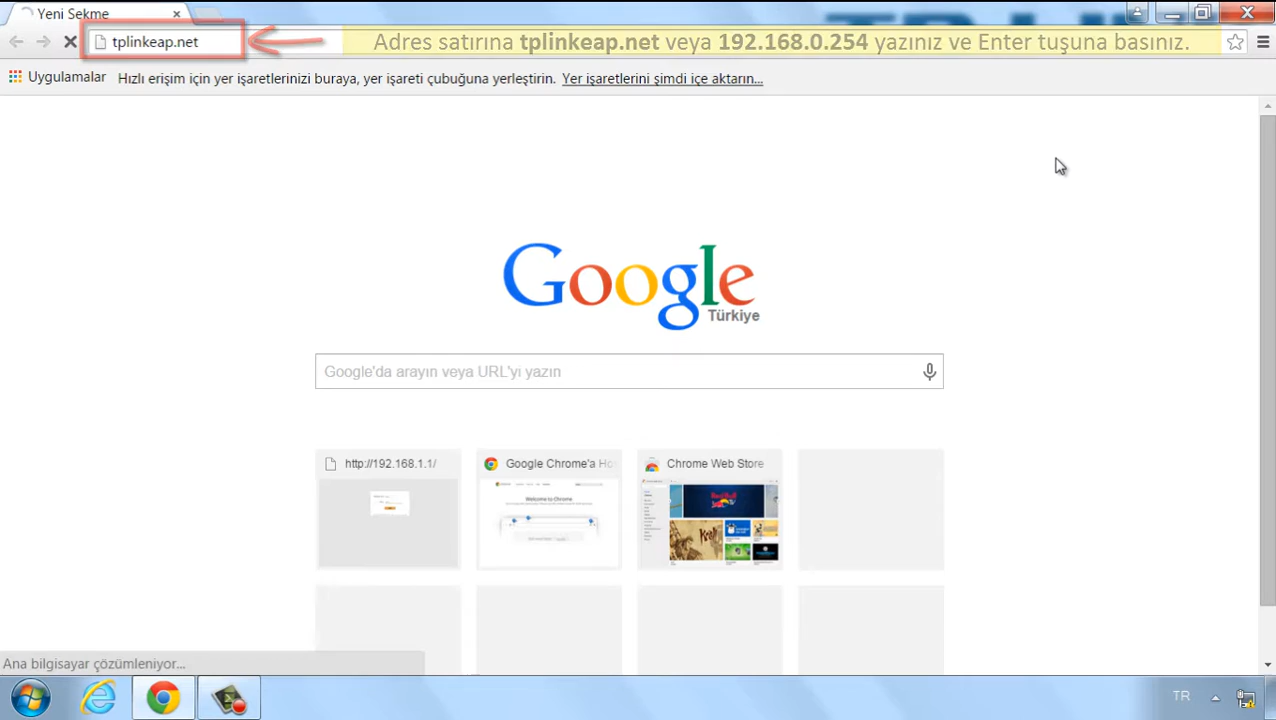 Yeni Sekme
tplinkeap.net
Adres satırına tplinkeap.net veya 192.168.0.254 yazınız ve Enter tuşuna basınız.
Uygulamalar
Hızlı erişim için yer işaretlerinizi buraya, yer işareti çubuğuna yerleştirin. Yer işaretlerini şimdi içe aktarın...
Google
Türkiye
Google'da arayın veya URL'yi yazın
http://192.168.1.1/
Google Chrome'a Ho
Chrome Web Store
Welcome to Chrome
Ana bilgisayar çözümleniyor...
TR